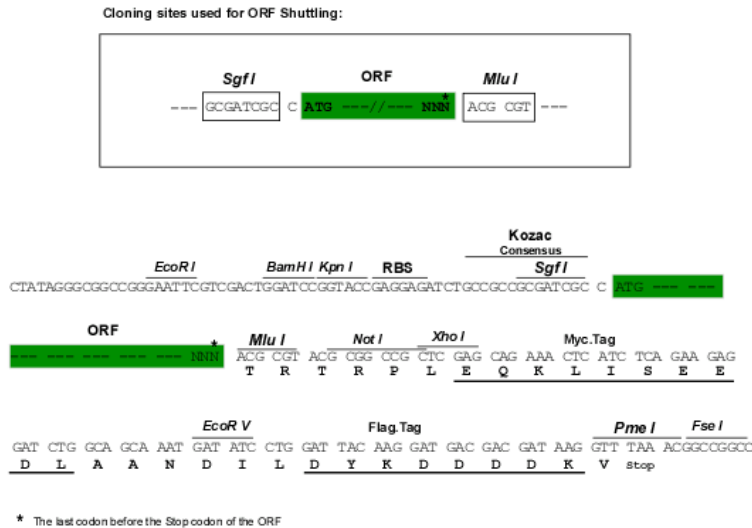 Cloning sites used for ORF Shuttling:
Sgf I ORF Mlu I
*
--- GCGATCGC C ATG ---//--- NNN ACG CGT ---
Kozac
Consensus
EcoR I BamH I Kpn I RBS Sgf I
CTATAGGGCGGCCGGGAATTCGTCGACTGGATCCGGTACCGAGGAGATCTGCCGCCGCGATCGC C ATG --- ---
ORF
* Mlu I Not I Xho I Myc.Tag
--- --- --- --- --- --- NNN ACG CGT ACG CGG CCG CTC GAG CAG AAA CTC ATC TCA GAA GAG
T R T R P L E Q K L I S E E
EcoR V Flag.Tag Pme I Fse I
GAT CTG GCA GCA AAT GAT ATC CTG GAT TAC AAG GAT GAC GAC GAT AAG GTT TAA ACGGCCGGCC
D L A A N D I L D Y K D D D D K V Stop
* The last codon before the Stop codon of the ORF